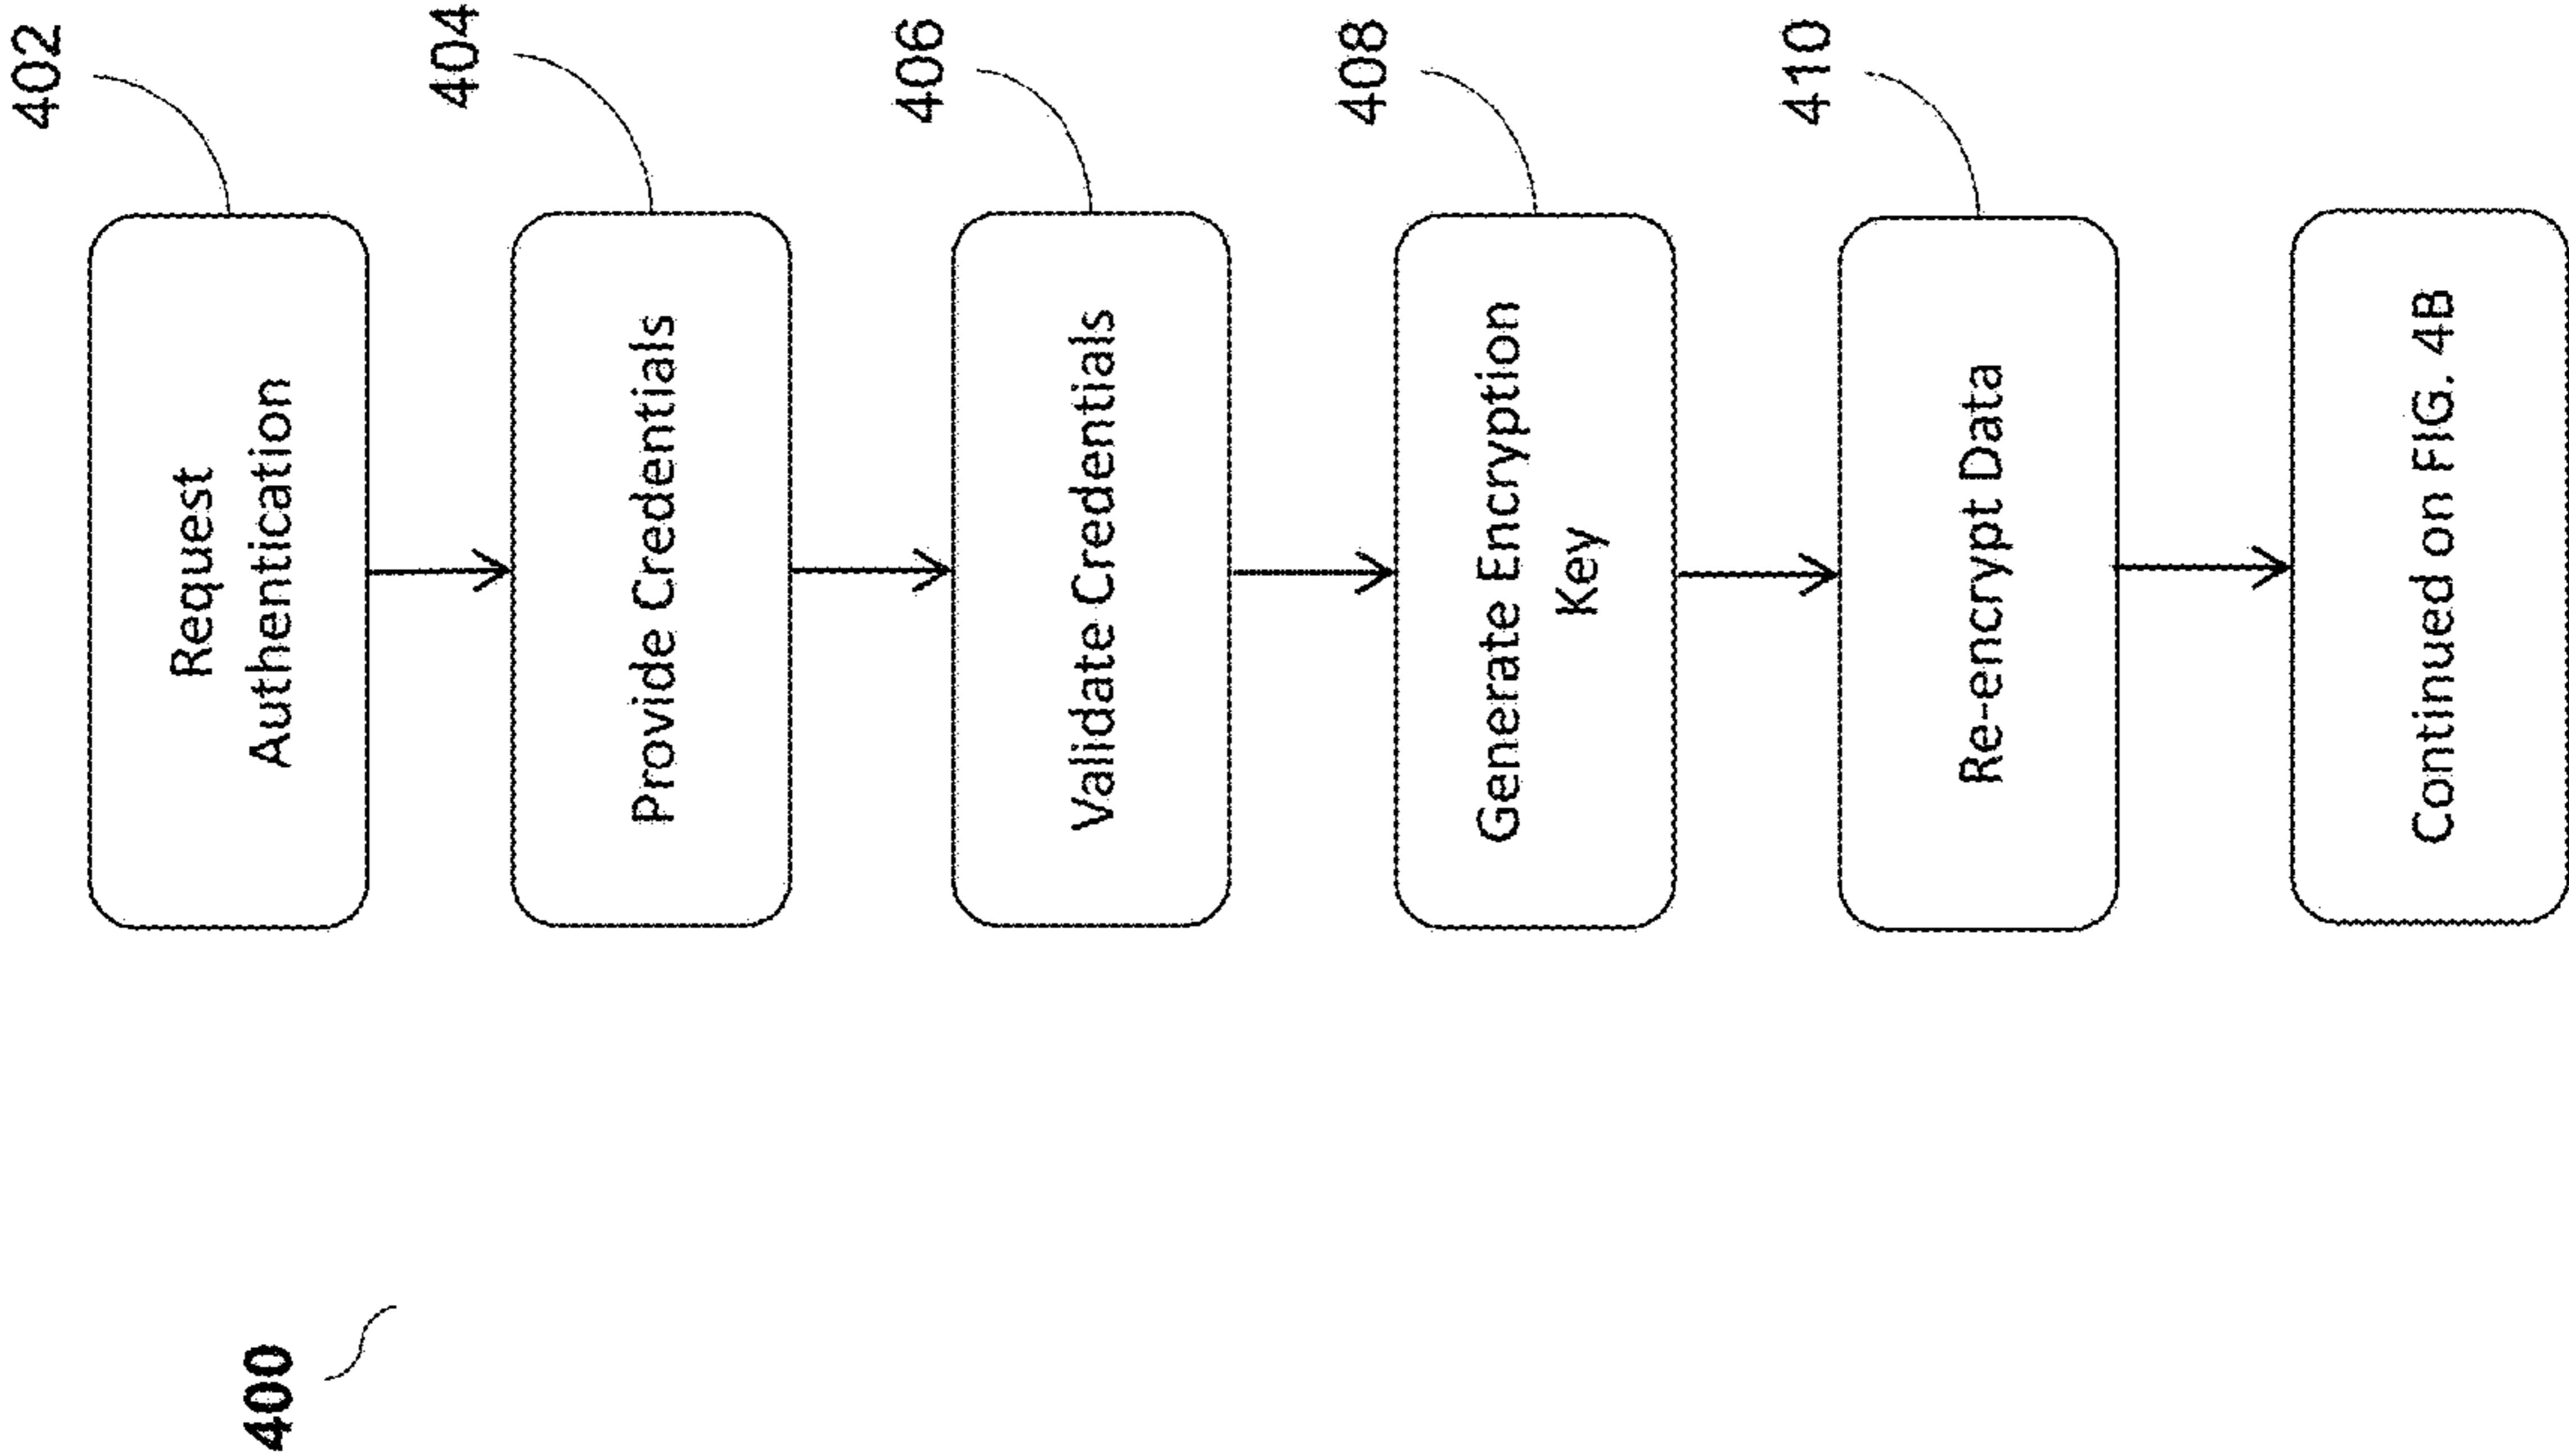 400
Request
Authentication
402
Provide Credentials
404
Validate Credentials
406
Generate Encryption
Key
408
Re-encrypt Data
410
Continued on FIG. 4B